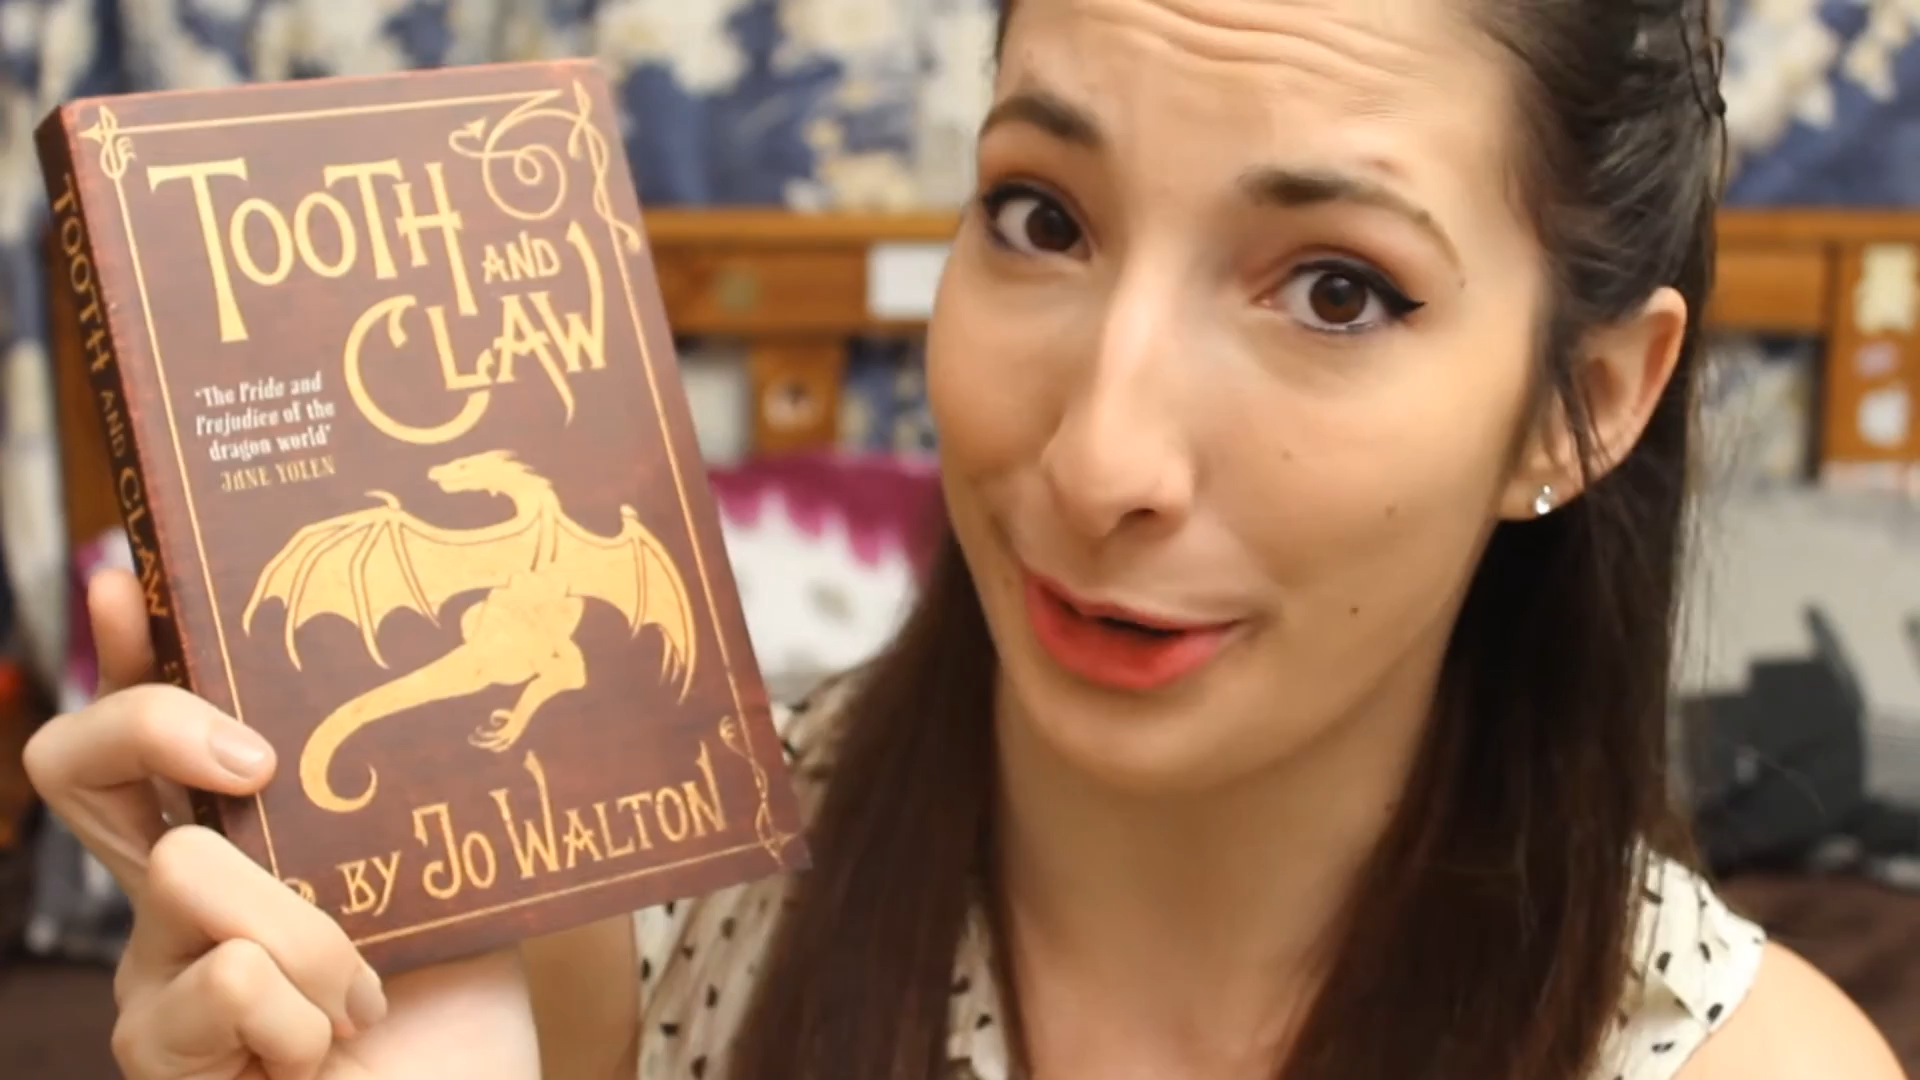 TOOTH
AND
CLAW
"The Pride and
Prejudice of the
dragon world"
JANE YOLEN
BY JO WALTON
TOOTH AND CLAW